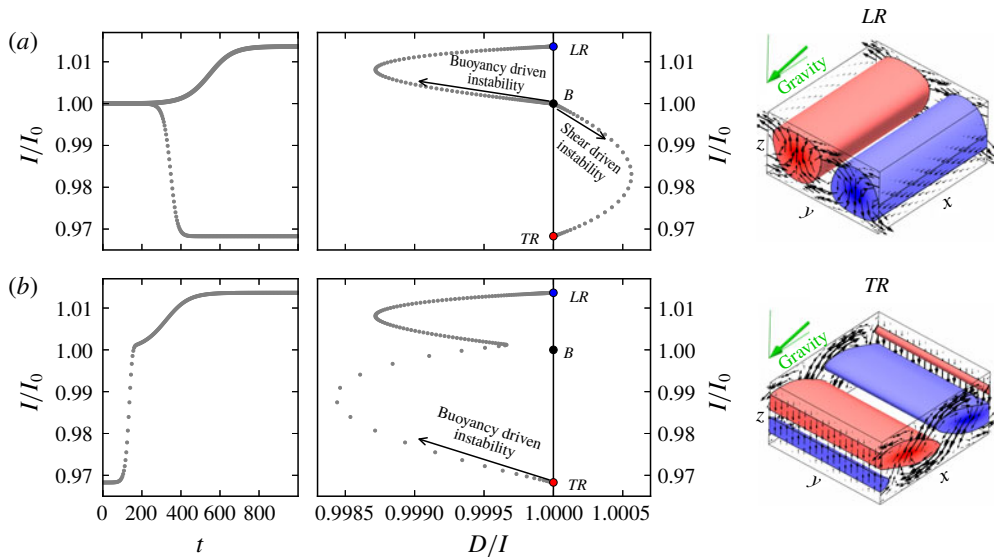 (a)
I/I0
1.01
1.00
0.99
0.98
0.97
LR
Buoyancy driven
instability
B
Shear driven
instability
TR
1.01
1.00
0.99
0.98
0.97
I/I0
LR
Gravity
z
y
x
(b)
I/I0
1.01
1.00
0.99
0.98
0.97
0 200 400 600 800
t
LR
B
Buoyancy driven
instability
TR
0.9985 0.9990 0.9995 1.0000 1.0005
D/I
1.01
1.00
0.99
0.98
0.97
I/I0
TR
Gravity
z
y
x